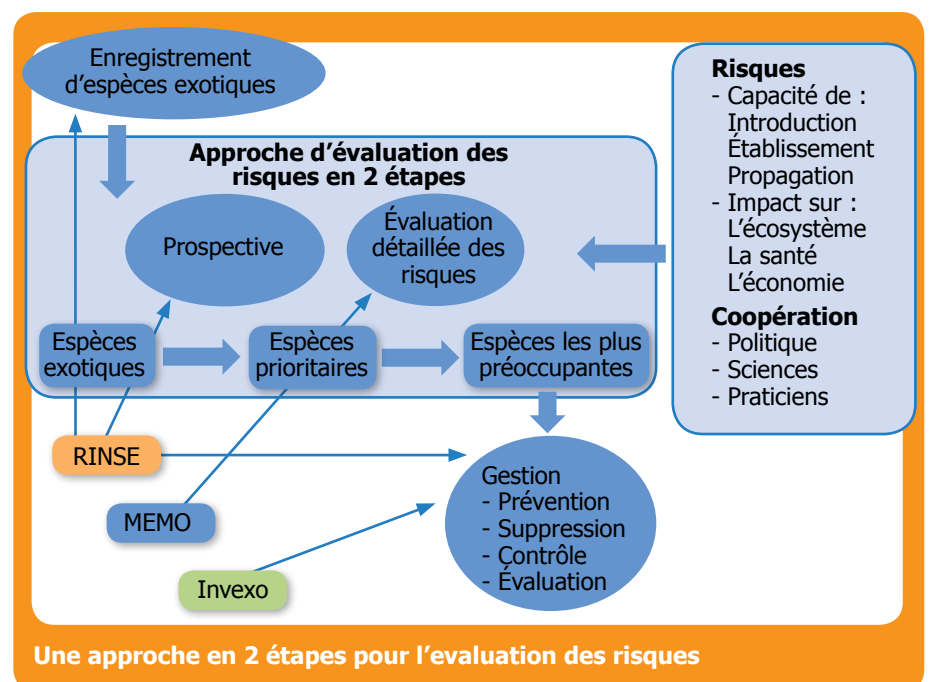 Enregistrement
d'espèces exotiques
Approche d'évaluation des
risques en 2 étapes
Prospective
Évaluation
détaillée des
risques
Espèces
exotiques
Espèces
prioritaires
Espèces les plus
préoccupantes
Risques
- Capacité de :
Introduction
Établissement
Propagation
- Impact sur :
L'écosystème
La santé
L'économie
Coopération
- Politique
- Sciences
- Praticiens
RINSE
MEMO
Invexo
Gestion
- Prévention
- Suppression
- Contrôle
- Évaluation
Une approche en 2 étapes pour l'evaluation des risques